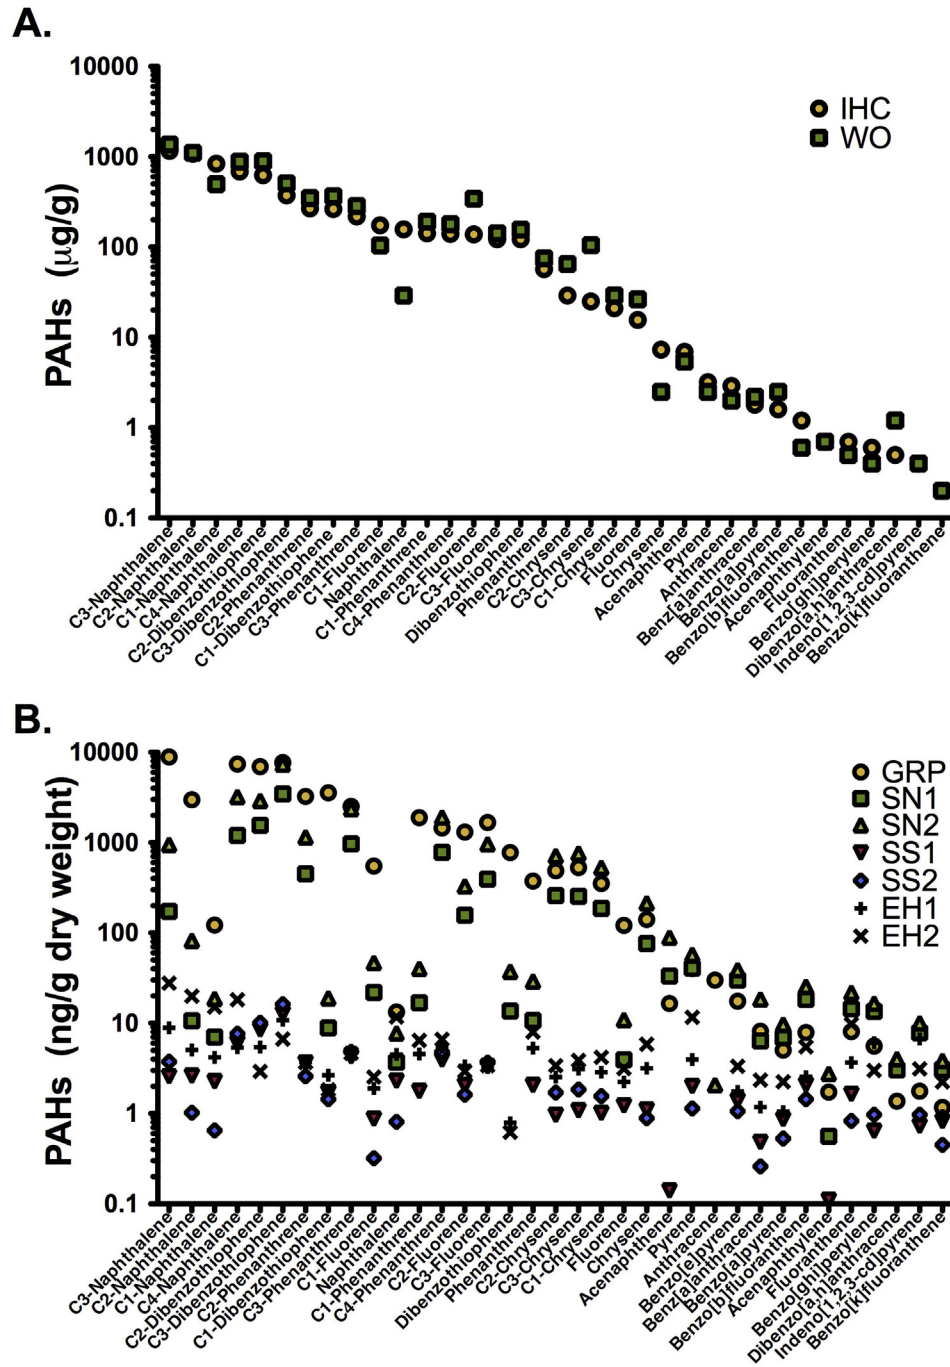 A.
10000
1000
100
10
1
0.1
PAHs (µg/g)
IHC
WO
C3-Naphthalene
C2-Naphthalene
C1-Naphthalene
C4-Naphthalene
C2-Dibenzothiophene
C3-Dibenzothiophene
C2-Phenanthrene
C1-Dibenzothiophene
C3-Phenanthrene
C1-Fluorene
Naphthalene
C1-Phenanthrene
C4-Phenanthrene
C2-Fluorene
C3-Fluorene
Dibenzothiophene
Phenanthrene
C2-Chrysene
C3-Chrysene
C1-Chrysene
Fluorene
Chrysene
Acenaphthene
Pyrene
Anthracene
Benz[a]anthracene
Benzo[a]pyrene
Benzo[b]fluoranthene
Acenaphthylene
Fluoranthene
Benzo[ghi]perylene
Dibenzo[a,h]anthracene
Indeno[1,2,3-cd]pyrene
Benzo[k]fluoranthene
B.
10000
1000
100
10
1
0.1
PAHs (ng/g dry weight)
GRP
SN1
SN2
SS1
SS2
EH1
EH2
C3-Naphthalene
C2-Naphthalene
C1-Naphthalene
C4-Naphthalene
C2-Dibenzothiophene
C3-Dibenzothiophene
C2-Phenanthrene
C1-Dibenzothiophene
C3-Phenanthrene
C1-Fluorene
Naphthalene
C1-Phenanthrene
C4-Phenanthrene
C2-Fluorene
C3-Fluorene
Dibenzothiophene
Phenanthrene
C2-Chrysene
C3-Chrysene
C1-Chrysene
Fluorene
Chrysene
Acenaphthene
Pyrene
Anthracene
Benzo[e]pyrene
Benz[a]anthracene
Benzo[a]pyrene
Benzo[b]fluoranthene
Acenaphthylene
Fluoranthene
Benzo[ghi]perylene
Dibenzo[a,h]anthracene
Indeno[1,2,3-cd]pyrene
Benzo[k]fluoranthene